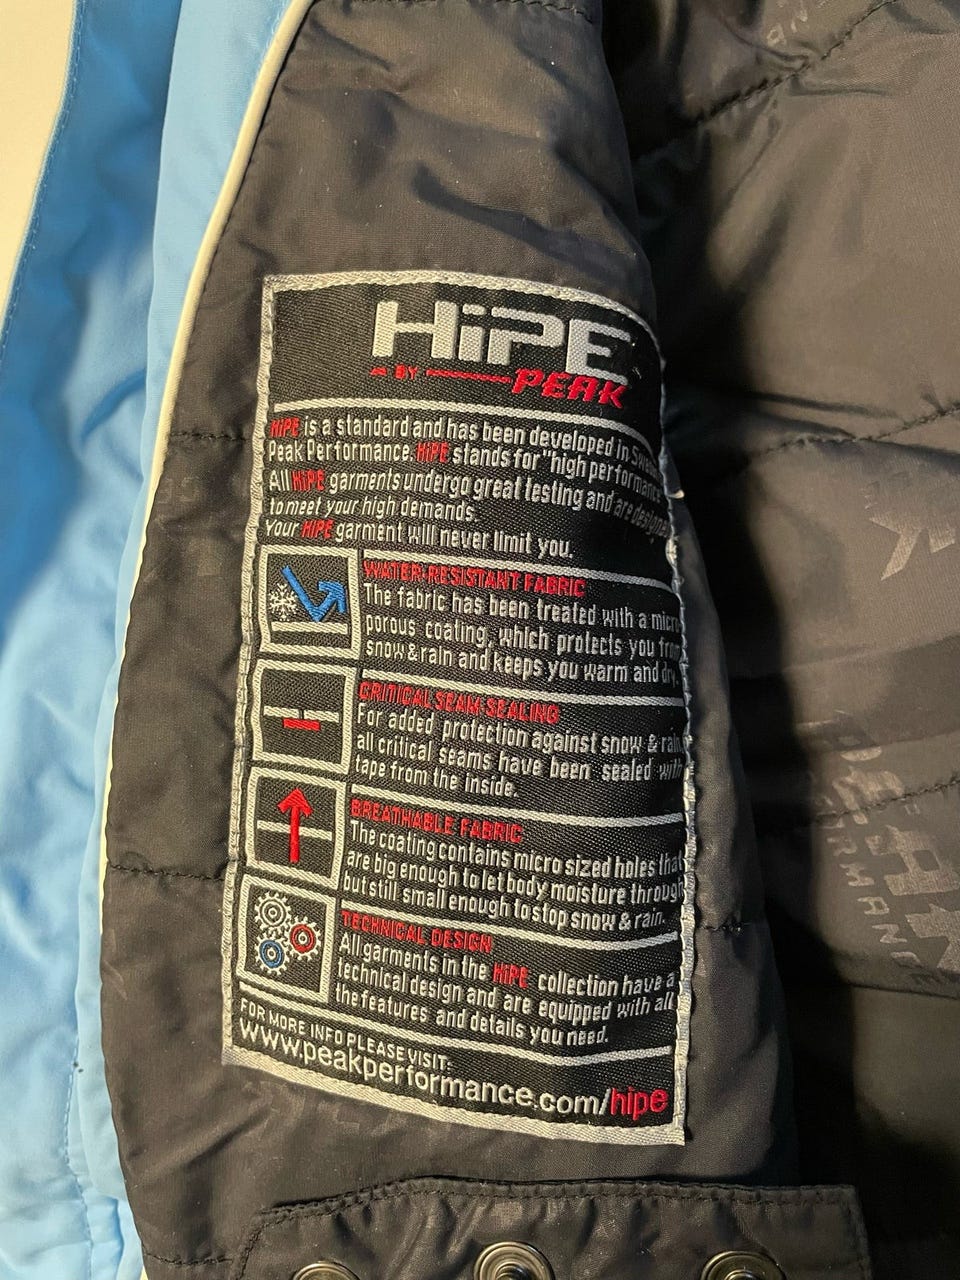 HiPE
BY PEAK
HiPE is a standard and has been developed in
Peak Performance. HiPE stands for "high performance
All HiPE garments undergo great testing and are designed
to meet your high demands.
Your HiPE garment will never limit you.
WATER-RESISTANT FABRIC
The fabric has been treated with a micro
porous coating, which protects you from
snow & rain and keeps you warm and dry.
CRITICAL SEAM SEALING
For added protection against snow & rain,
all critical seams have been sealed with
tape from the inside.
BREATHABLE FABRIC
The coating contains micro sized holes that
are big enough to let body moisture through
but still small enough to stop snow & rain.
TECHNICAL DESIGN
All garments in the HiPE collection have a
technical design and are equipped with all
the features and details you need.
FOR MORE INFO PLEASE VISIT:
www.peakperformance.com/hipe